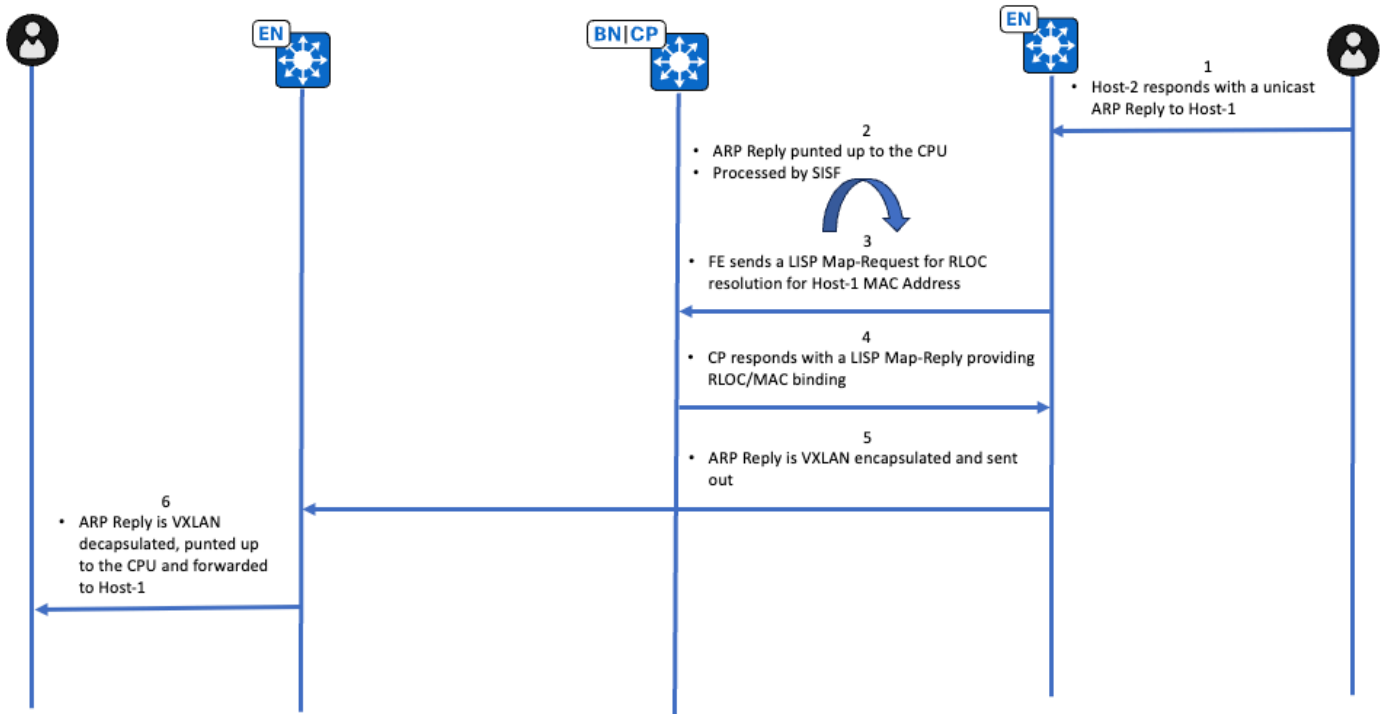 EN
BN|CP
EN
1
• Host-2 responds with a unicast
ARP Reply to Host-1
2
• ARP Reply punted up to the CPU
• Processed by SISF
3
• FE sends a LISP Map-Request for RLOC
resolution for Host-1 MAC Address
4
• CP responds with a LISP Map-Reply providing
RLOC/MAC binding
5
• ARP Reply is VXLAN encapsulated and sent
out
6
• ARP Reply is VXLAN
decapsulated, punted up
to the CPU and forwarded
to Host-1